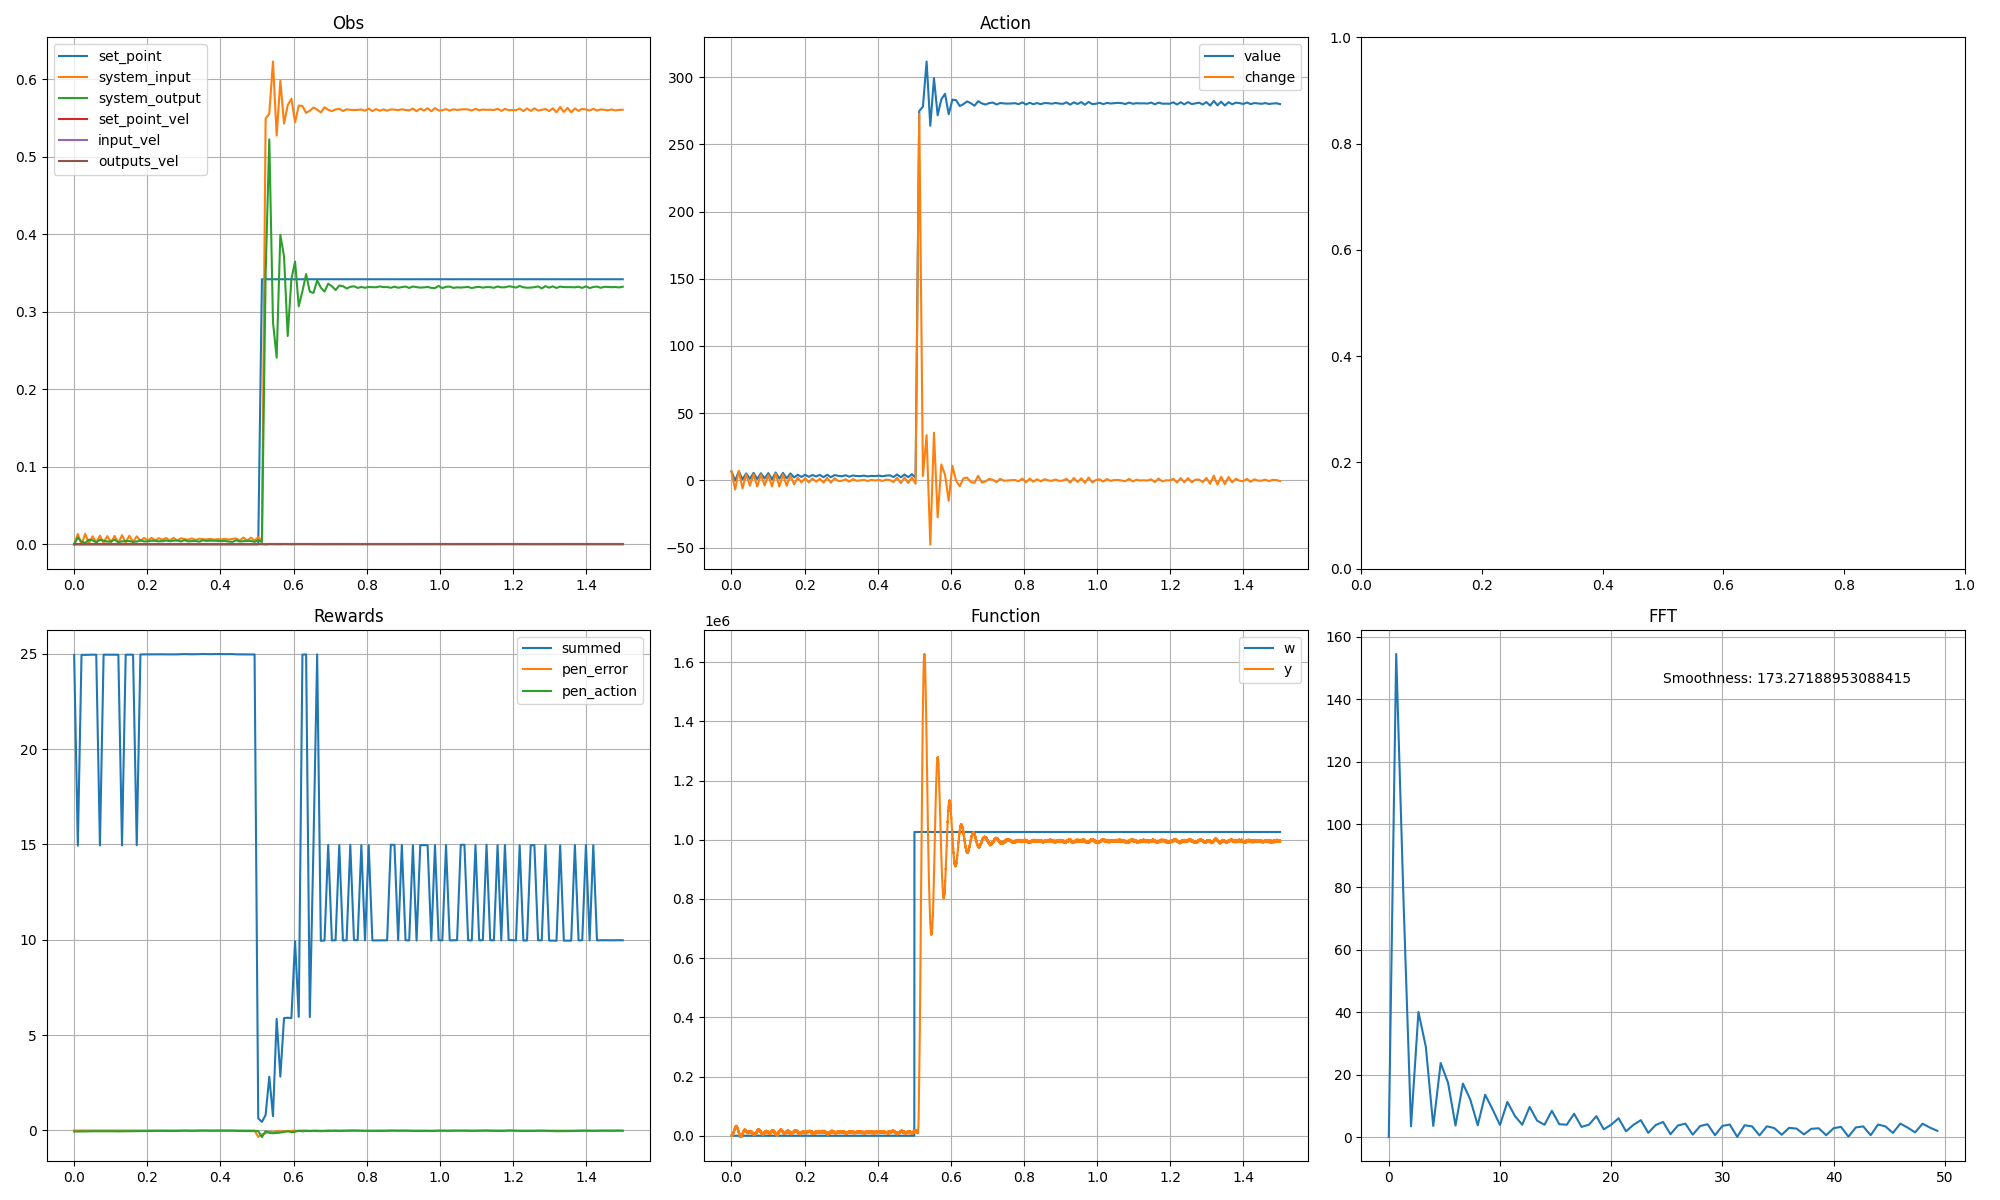 Obs
set_point
system_input
system_output
set_point_vel
input_vel
outputs_vel
0.6
0.5
0.4
0.3
0.2
0.1
0.0
0.0 0.2 0.4 0.6 0.8 1.0 1.2 1.4
Action
value
change
300
250
200
150
100
50
0
−50
0.0 0.2 0.4 0.6 0.8 1.0 1.2 1.4
1.0
0.8
0.6
0.4
0.2
0.0
0.0 0.2 0.4 0.6 0.8 1.0
Rewards
summed
pen_error
pen_action
25
20
15
10
5
0
0.0 0.2 0.4 0.6 0.8 1.0 1.2 1.4
Function
1e6
w
y
1.6
1.4
1.2
1.0
0.8
0.6
0.4
0.2
0.0
0.0 0.2 0.4 0.6 0.8 1.0 1.2 1.4
FFT
Smoothness: 173.27188953088415
160
140
120
100
80
60
40
20
0
0 10 20 30 40 50